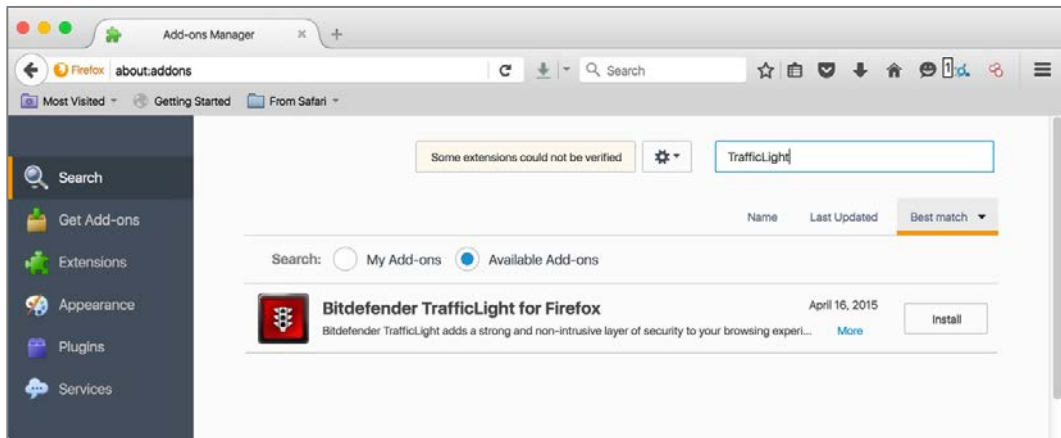 Add-ons Manager
Firefox about:addons Search
Most Visited Getting Started From Safari
Some extensions could not be verified TrafficLight
Search
Get Add-ons
Name Last Updated Best match
Extensions
Search: My Add-ons Available Add-ons
Appearance
Bitdefender TrafficLight for Firefox April 16, 2015 Install
Bitdefender TrafficLight adds a strong and non-intrusive layer of security to your browsing experi... More
Plugins
Services